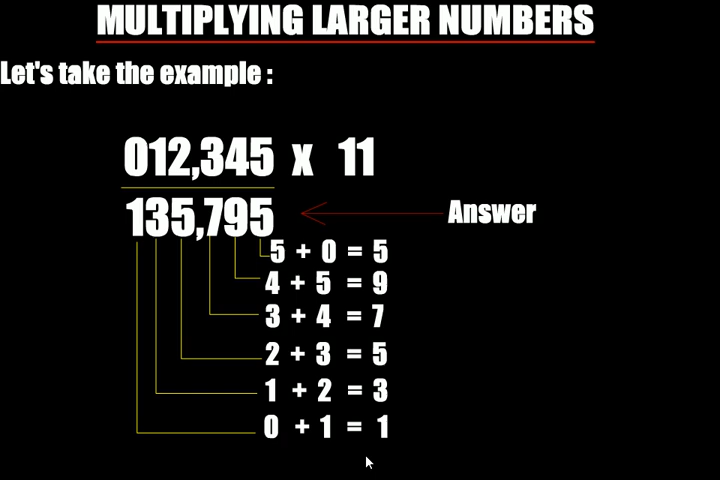 MULTIPLYING LARGER NUMBERS
Let's take the example :
012,345 x 11
135,795
Answer
5 + 0 = 5
4 + 5 = 9
3 + 4 = 7
2 + 3 = 5
1 + 2 = 3
0 + 1 = 1